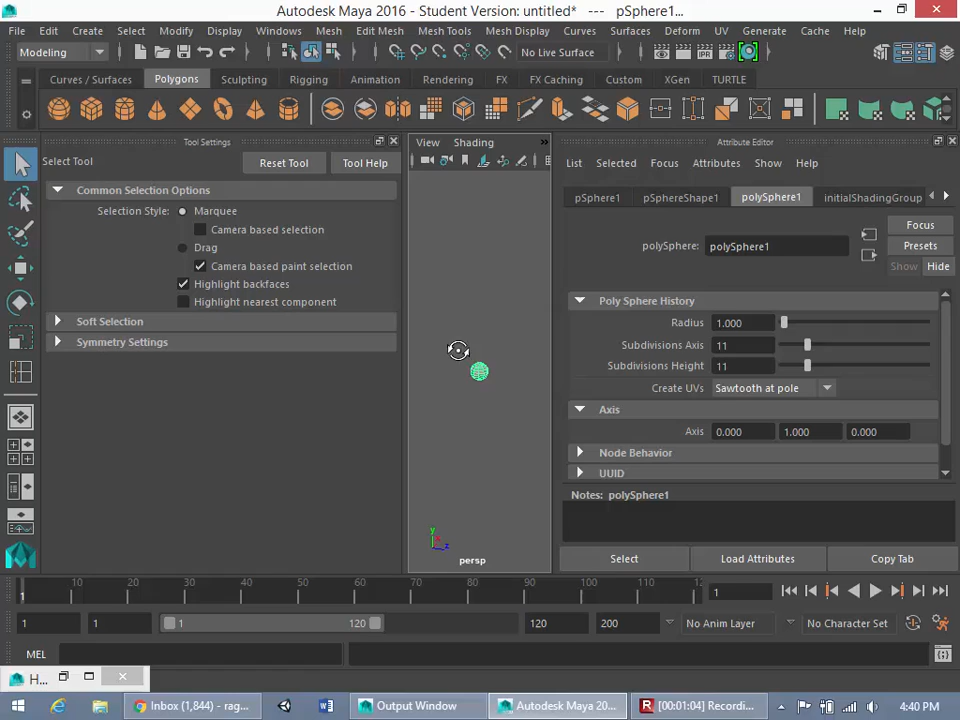 Autodesk Maya 2016 - Student Version: untitled* --- pSphere1...
File Edit Create Select Modify Display Windows Mesh Edit Mesh Mesh Tools Mesh Display Curves Surfaces Deform UV Generate Cache Help
Modeling No Live Surface IPR
Curves / Surfaces Polygons Sculpting Rigging Animation Rendering FX FX Caching Custom XGen TURTLE
Tool Settings
Select Tool Reset Tool Tool Help
Common Selection Options
Selection Style: Marquee
Camera based selection
Drag
Camera based paint selection
Highlight backfaces
Highlight nearest component
Soft Selection
Symmetry Settings
View Shading »
y
x
z
persp
Attribute Editor
List Selected Focus Attributes Show Help
pSphere1 pSphereShape1 polySphere1 initialShadingGroup
polySphere: polySphere1
Focus
Presets
Show Hide
Poly Sphere History
Radius 1.000
Subdivisions Axis 11
Subdivisions Height 11
Create UVs Sawtooth at pole
Axis
Axis 0.000 1.000 0.000
Node Behavior
UUID
Notes: polySphere1
Select Load Attributes Copy Tab
1 10 20 30 40 50 60 70 80 90 100 110 12 1
1 1 1 120 120 200 No Anim Layer No Character Set
MEL
H...
Inbox (1,844) - rag... Output Window Autodesk Maya 20... [00:01:04] Recordi... 4:40 PM